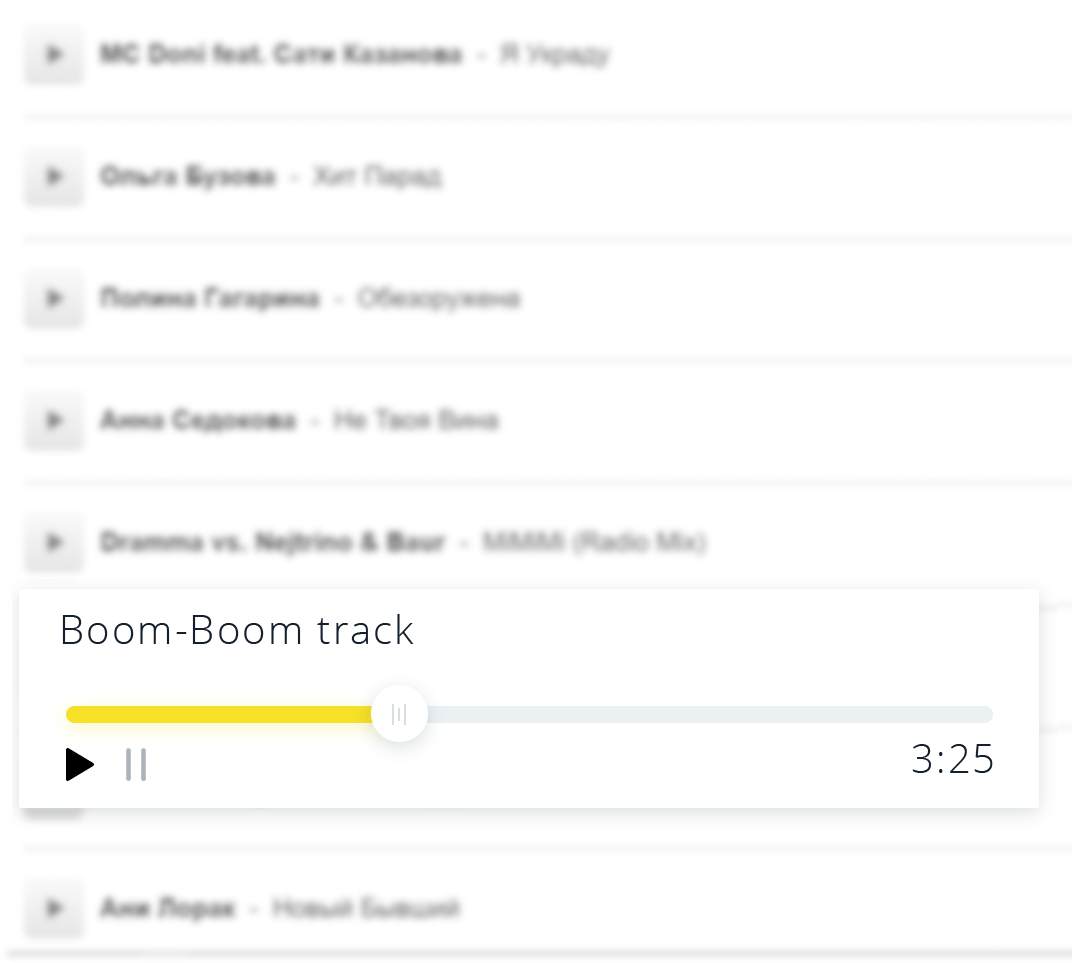 MC Doni feat. Сати Казанова - Я Украду
Ольга Бузова - Хит Парад
Полина Гагарина - Обезоружена
Анна Седокова - Не Твоя Вина
Dramma vs. Nejtrino & Baur - MiMiMi (Radio Mix)
Boom-Boom track
3:25
Ани Лорак - Новый Бывший